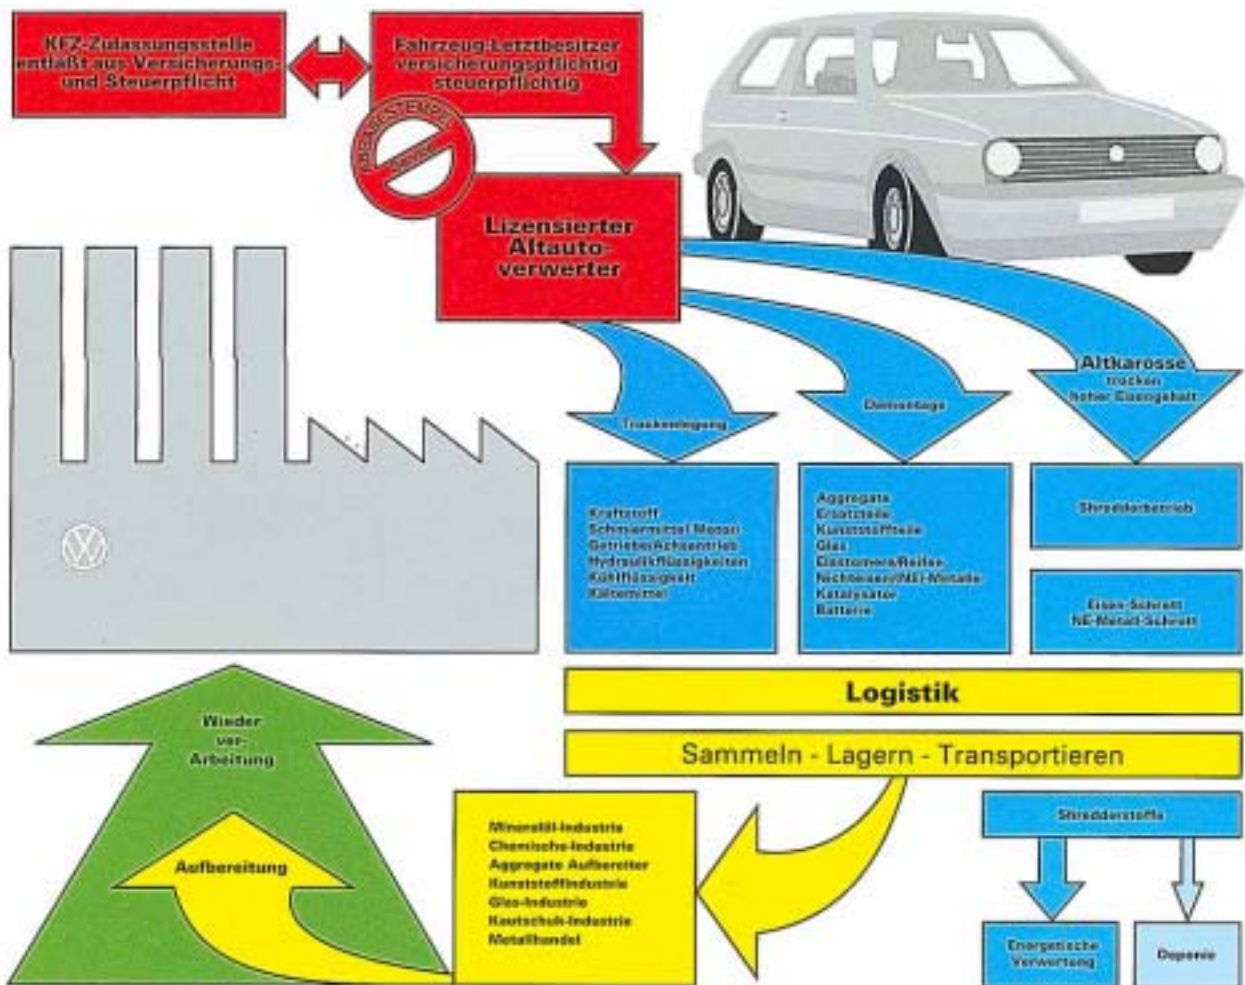 KFZ-Zulassungsstelle
entläßt aus Versicherungs-
und Steuerpflicht
Fahrzeug-Letztbesitzer
versicherungspflichtig
steuerpflichtig
Lizensierter
Altauto-
verwerter
Altkarosse
trocken
hoher Eisengehalt
Trockenlegung
Demontage
Kraftstoff
Schmiermittel Motor/
Getriebe/Achsantrieb
Hydraulikflüssigkeiten
Kühlflüssigkeit
Kältemittel
Aggregate
Ersatzteile
Kunststoffteile
Glas
Elastomere/Reifen
Nichteisen/(NE)-Metalle
Katalysator
Batterie
Shredderbetrieb
Eisen-Schrott
NE-Metall-Schrott
VW
Logistik
Sammeln - Lagern - Transportieren
Wieder
ver-
Arbeitung
Aufbereitung
Mineralöl-Industrie
Chemische-Industrie
Aggregate Aufbereiter
Kunststoffindustrie
Glas-Industrie
Kautschuk-Industrie
Metallhandel
Shredderstoffe
Energetische
Verwertung
Deponie